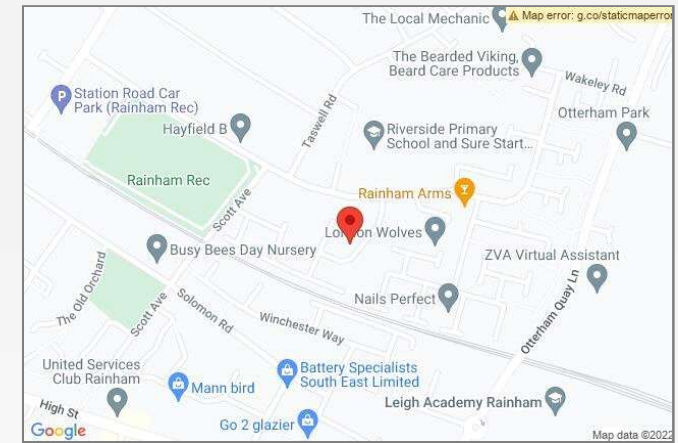 The Local Mechanic
Map error: g.co/staticmaperror
The Bearded Viking,
Beard Care Products
Wakeley Rd
P
Station Road Car
Park (Rainham Rec)
Otterham Park
Hayfield B
Taswell Rd
Riverside Primary
School and Sure Start...
Rainham Rec
Rainham Arms
Scott Ave
London Wolves
Busy Bees Day Nursery
ZVA Virtual Assistant
The Old Orchard
Nails Perfect
Otterham Quay Ln
Scott Ave
Solomon Rd
Winchester Way
United Services
Club Rainham
Battery Specialists
South East Limited
Mann bird
Leigh Academy Rainham
High St
Go 2 glazier
Google
Map data ©2022